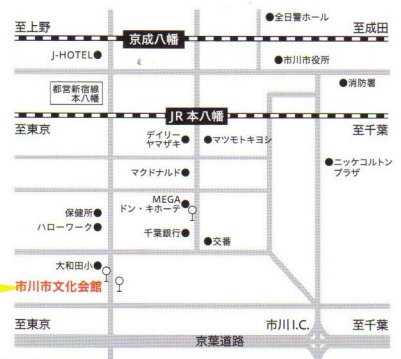 ●全日警ホール
至上野
至成田
京成八幡
J-HOTEL●
●市川市役所
都営新宿線
本八幡
●消防署
JR 本八幡
至東京
至千葉
デイリー
ヤマザキ●
●マツモトキヨシ
●ニッケコルトン
プラザ
マクドナルド●
MEGA
ドン・キホーテ●
保健所●
ハローワーク●
千葉銀行●
●交番
大和田小●
市川市文化会館
至東京
市川 I.C.
至千葉
京葉道路